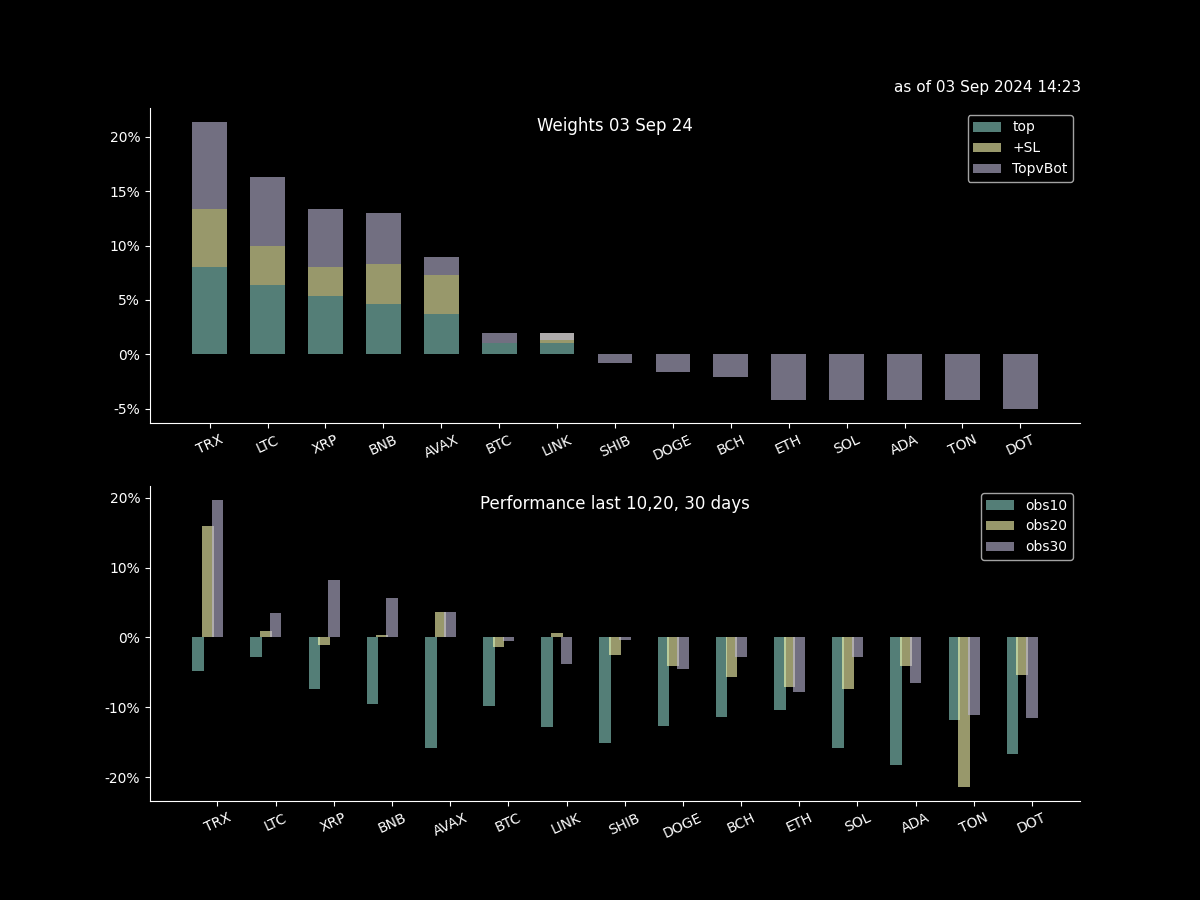 as of 03 Sep 2024 14:23
Weights 03 Sep 24
top
+SL
TopvBot
20%
15%
10%
5%
0%
-5%
TRX LTC XRP BNB AVAX BTC LINK SHIB DOGE BCH ETH SOL ADA TON DOT
Performance last 10,20, 30 days
obs10
obs20
obs30
20%
10%
0%
-10%
-20%
TRX LTC XRP BNB AVAX BTC LINK SHIB DOGE BCH ETH SOL ADA TON DOT